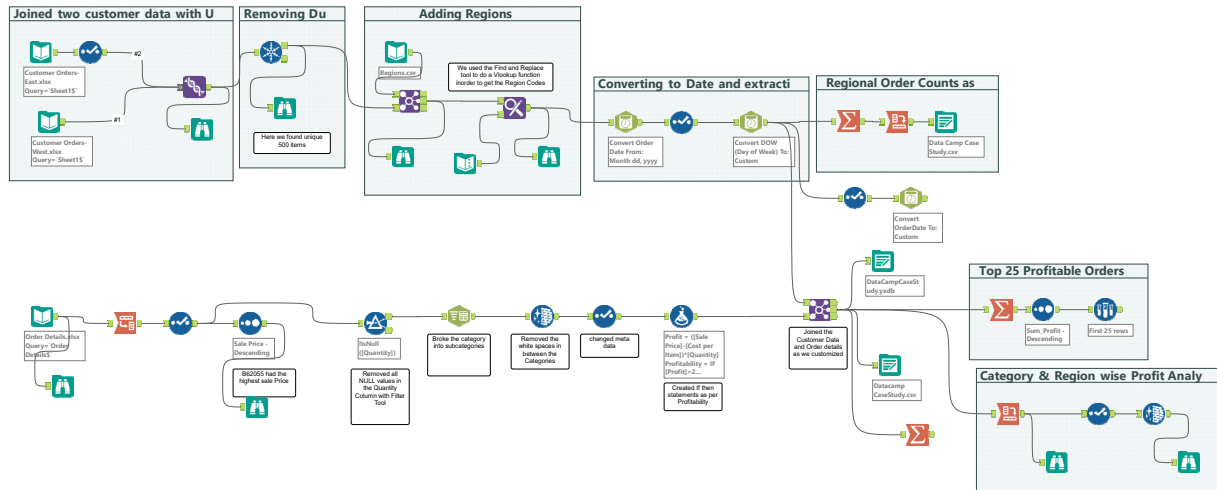 Joined two customer data with U
#2
Customer Orders-
East.xlsx
Query=`Sheet1$`
#1
Customer Orders-
West.xlsx
Query=`Sheet1$`
Removing Du
Here we found unique
500 items
Adding Regions
Regions.csv
We used the Find and Replace
tool to do a Vlookup function
inorder to get the Region Codes
Converting to Date and extracti
Convert Order
Date From:
Month dd, yyyy
Convert DOW
(Day of Week) To:
Custom
Regional Order Counts as
Data Camp Case
Study.csv
Convert
OrderDate To:
Custom
DataCampCaseSt
udy.yxdb
Top 25 Profitable Orders
Sum_Profit -
Descending
First 25 rows
Order Details.xlsx
Query=`Order
Details$`
Sale Price -
Descending
B62055 had the
highest sale Price
!IsNull
([Quantity])
Removed all
NULL values in
the Quantity
Column with Filter
Tool
Broke the category
into subcategories
Removed the
white spaces in
between the
Categories
changed meta
data
Profit = ([Sale
Price]-[Cost per
Item])*[Quantity]
Profitability = IF
[Profit]>2...
Created If then
statements as per
Profitability
Joined the
Customer Data
and Order details
as we customized
Datacamp
CaseStudy.csv
Category & Region wise Profit Analy